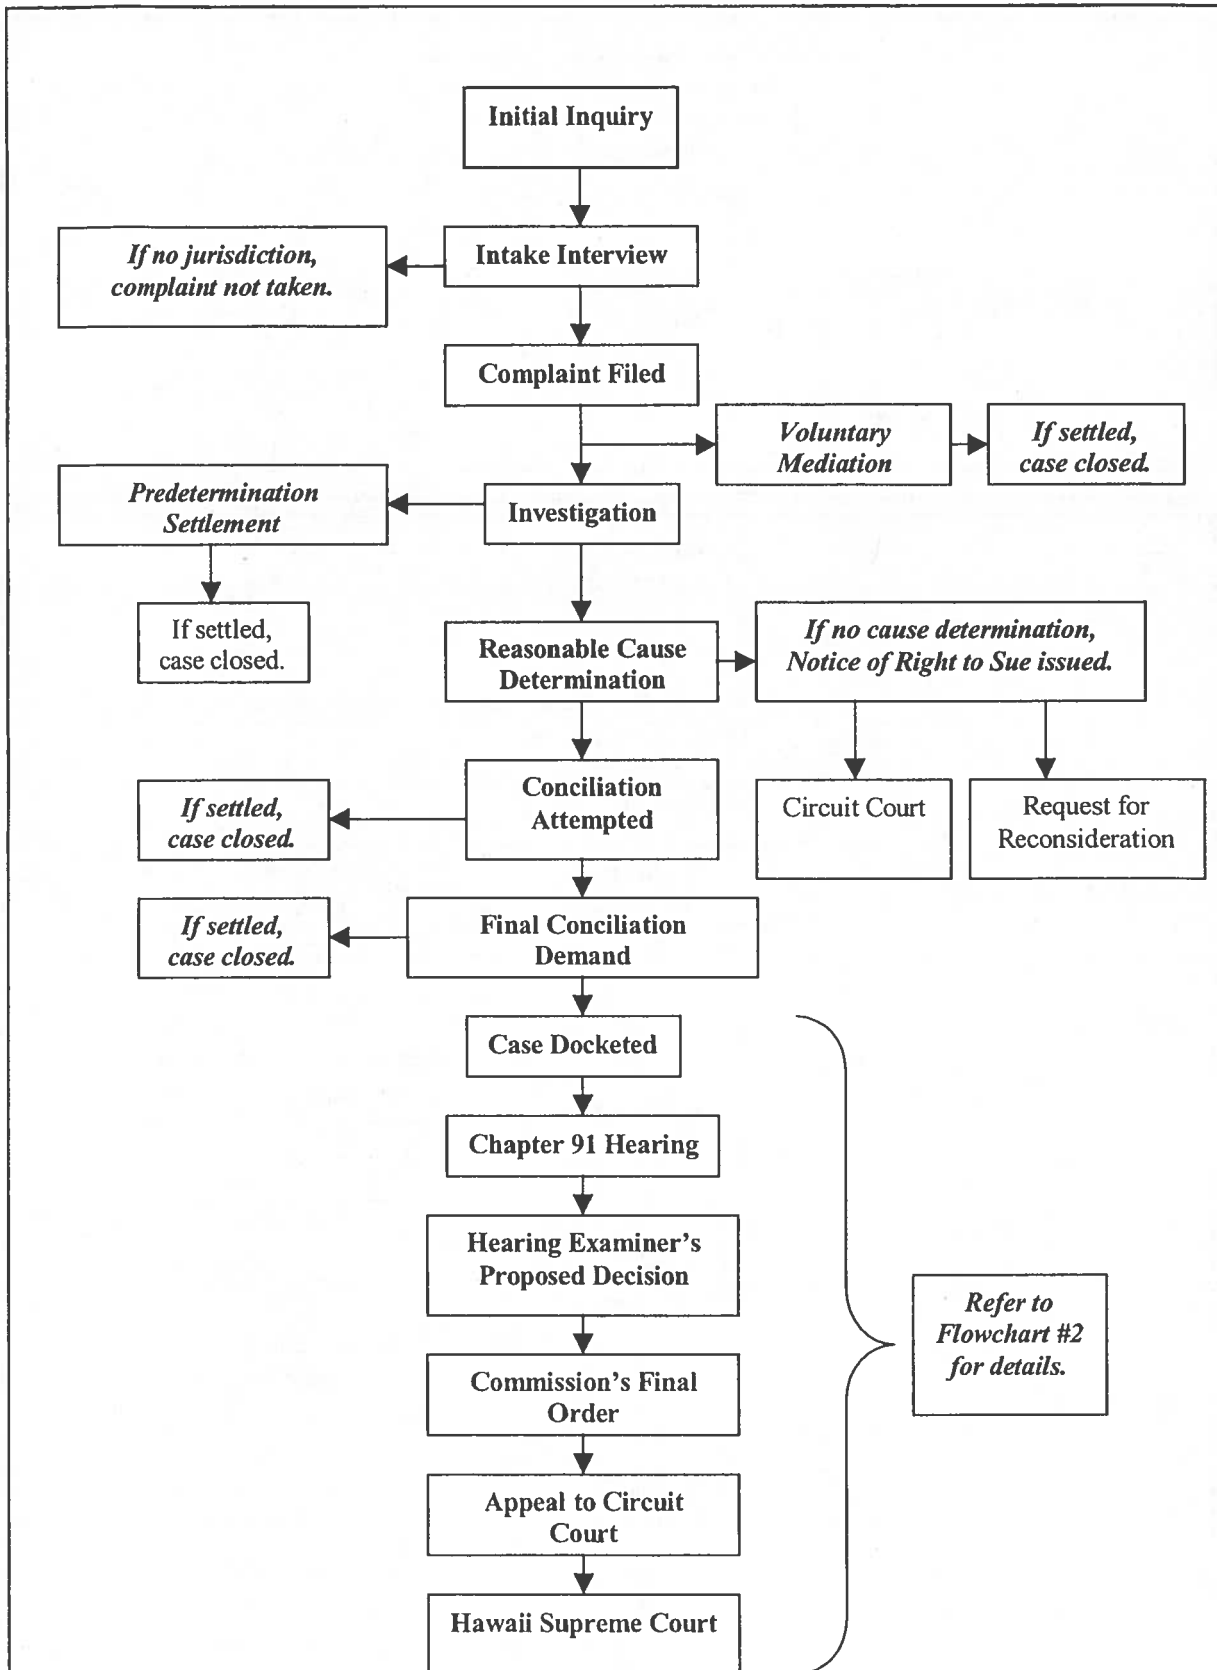 Initial Inquiry
If no jurisdiction,
complaint not taken.
Intake Interview
Complaint Filed
Voluntary
Mediation
If settled,
case closed.
Predetermination
Settlement
Investigation
If settled,
case closed.
Reasonable Cause
Determination
If no cause determination,
Notice of Right to Sue issued.
Conciliation
Attempted
If settled,
case closed.
Circuit Court
Request for
Reconsideration
Final Conciliation
Demand
If settled,
case closed.
Case Docketed
Chapter 91 Hearing
Hearing Examiner's
Proposed Decision
Refer to
Flowchart #2
for details.
Commission's Final
Order
Appeal to Circuit
Court
Hawaii Supreme Court